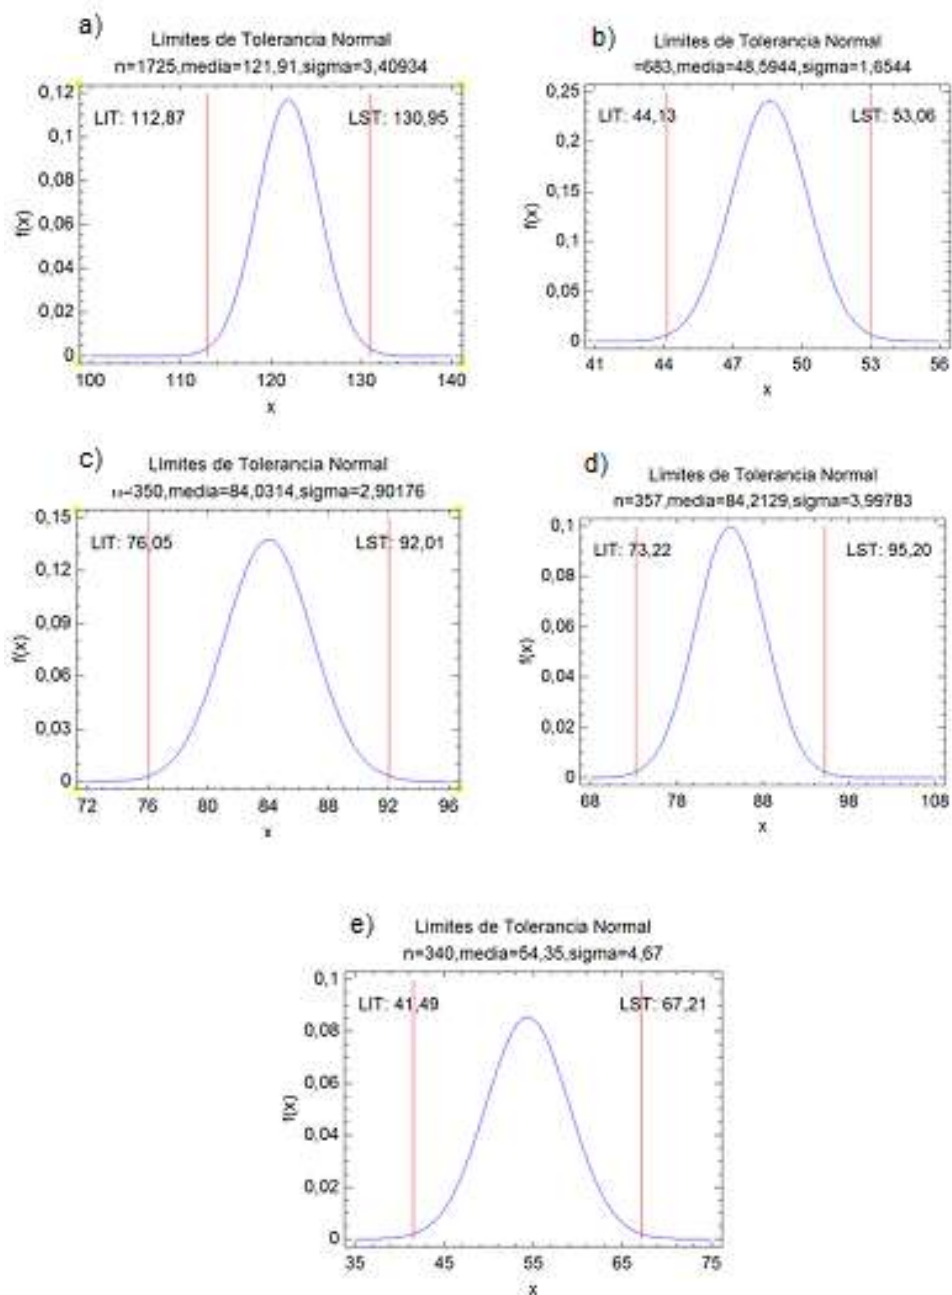 a)
Límites de Tolerancia Normal
n=1725,media=121,91,sigma=3,40934
0,12
0,1
0,08
0,06
0,04
0,02
0
LIT: 112,87
LST: 130,95
f(x)
100 110 120 130 140
x
b)
Límites de Tolerancia Normal
=683,media=48,5944,sigma=1,6544
0,25
0,2
0,15
0,1
0,05
0
LIT: 44,13
LST: 53,06
f(x)
41 44 47 50 53 56
x
c)
Límites de Tolerancia Normal
=350,media=84,0314,sigma=2,90176
0,15
0,12
0,09
0,06
0,03
0
LIT: 76,05
LST: 92,01
f(x)
72 76 80 84 88 92 96
x
d)
Límites de Tolerancia Normal
n=357,media=84,2129,sigma=3,99783
0,1
0,08
0,06
0,04
0,02
0
LIT: 73,22
LST: 95,20
f(x)
68 78 88 98 108
x
e)
Límites de Tolerancia Normal
n=340,media=54,35,sigma=4,67
0,1
0,08
0,06
0,04
0,02
0
LIT: 41,49
LST: 67,21
f(x)
35 45 55 65 75
x